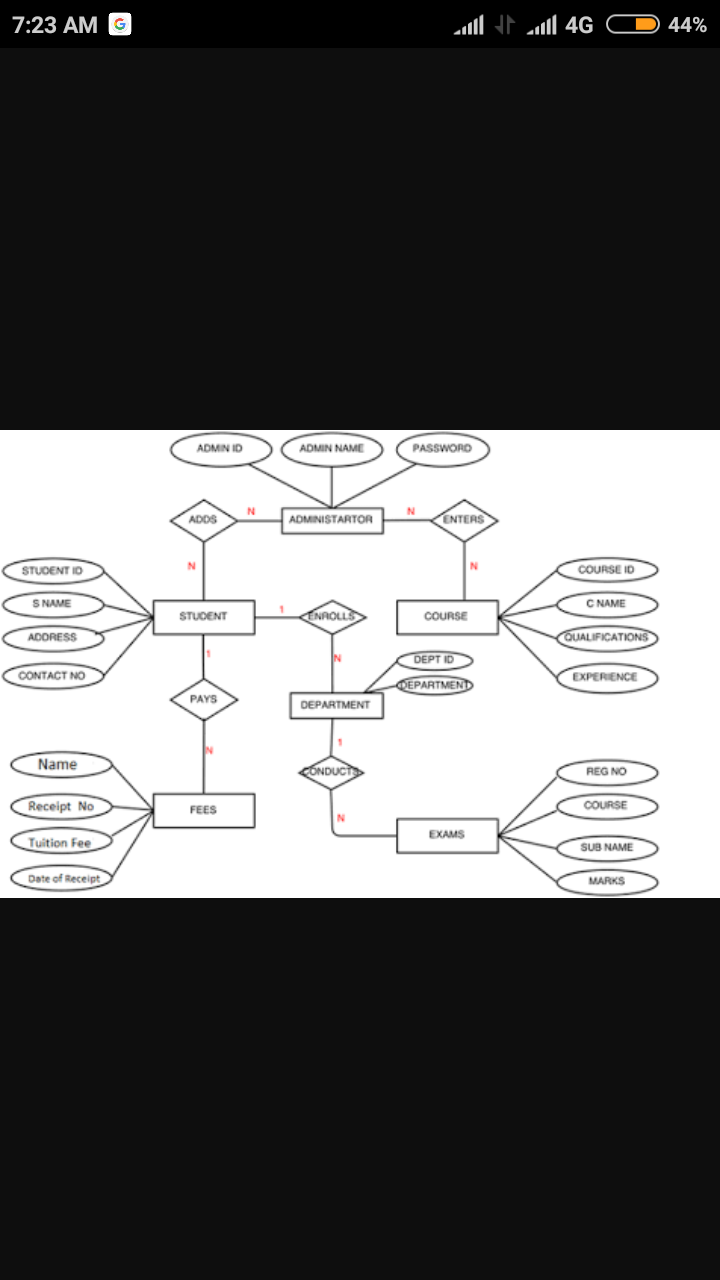 7:23 AM G 4G 44%
ADMIN ID ADMIN NAME PASSWORD
ADDS N ADMINISTARTOR N ENTERS
N N
STUDENT ID COURSE ID
S NAME C NAME
STUDENT 1 ENROLLS COURSE
ADDRESS QUALIFICATIONS
1 N DEPT ID
CONTACT NO DEPARTMENT EXPERIENCE
PAYS DEPARTMENT
N 1
Name CONDUCTS REG NO
Receipt No FEES COURSE
N EXAMS
Tuition Fee SUB NAME
Date of Receipt MARKS